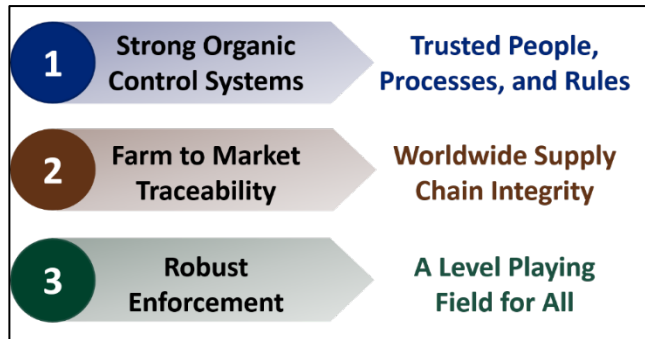 1
Strong Organic
Control Systems
Trusted People,
Processes, and Rules
2
Farm to Market
Traceability
Worldwide Supply
Chain Integrity
3
Robust
Enforcement
A Level Playing
Field for All